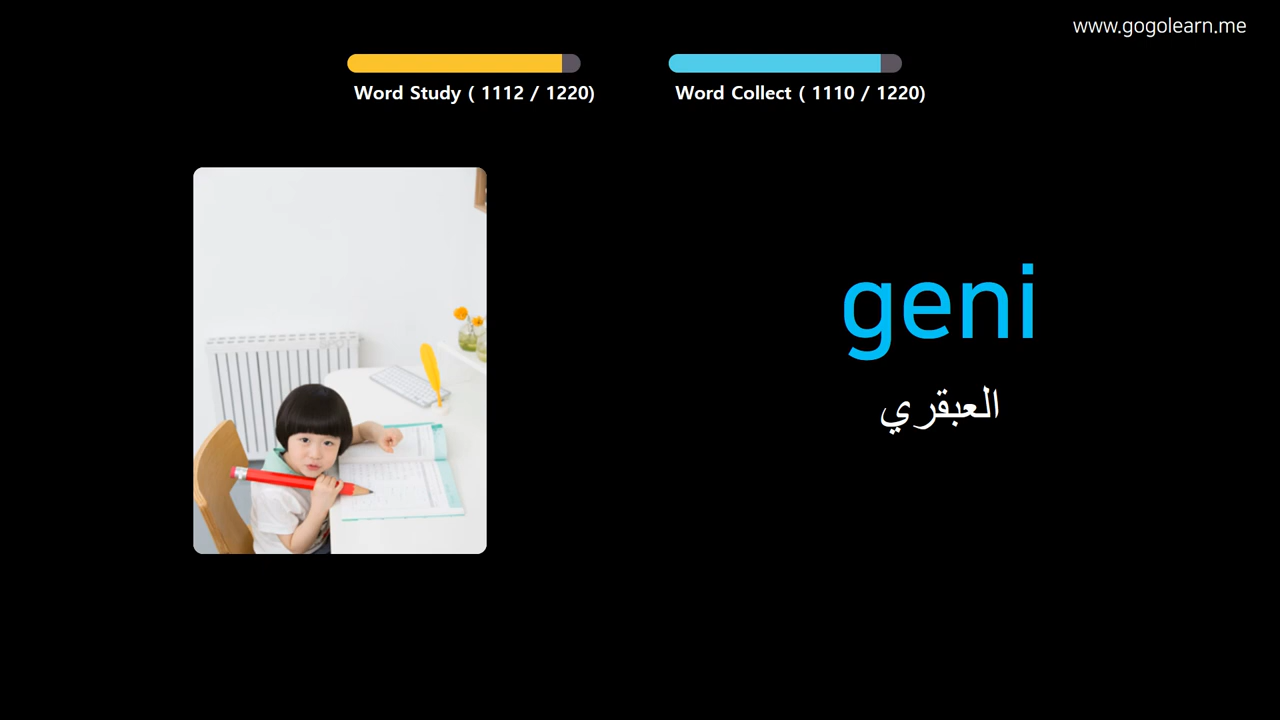 www.gogolearn.me
Word Study ( 1112 / 1220)
Word Collect ( 1110 / 1220)
geni
العبقري